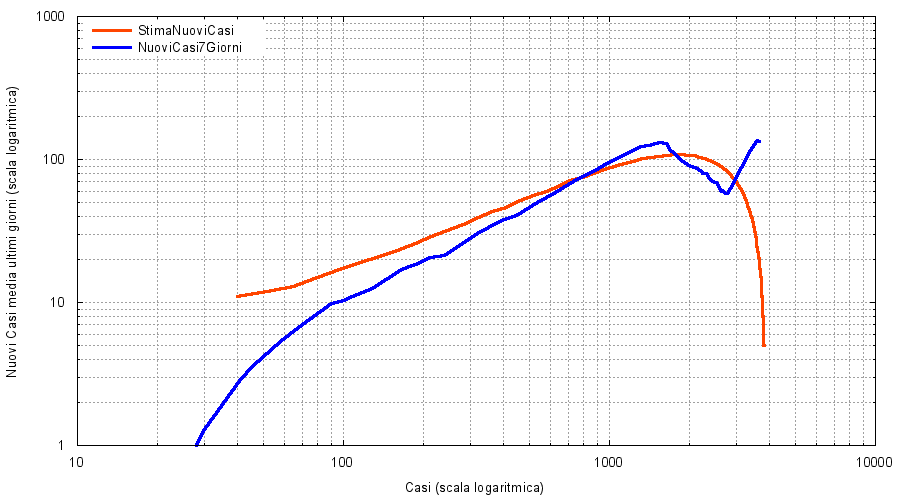 1000
StimaNuoviCasi
NuoviCasi7Giorni
100
10
1
10
100
1000
10000
Nuovi Casi media ultimi giorni (scala logaritmica)
Casi (scala logaritmica)